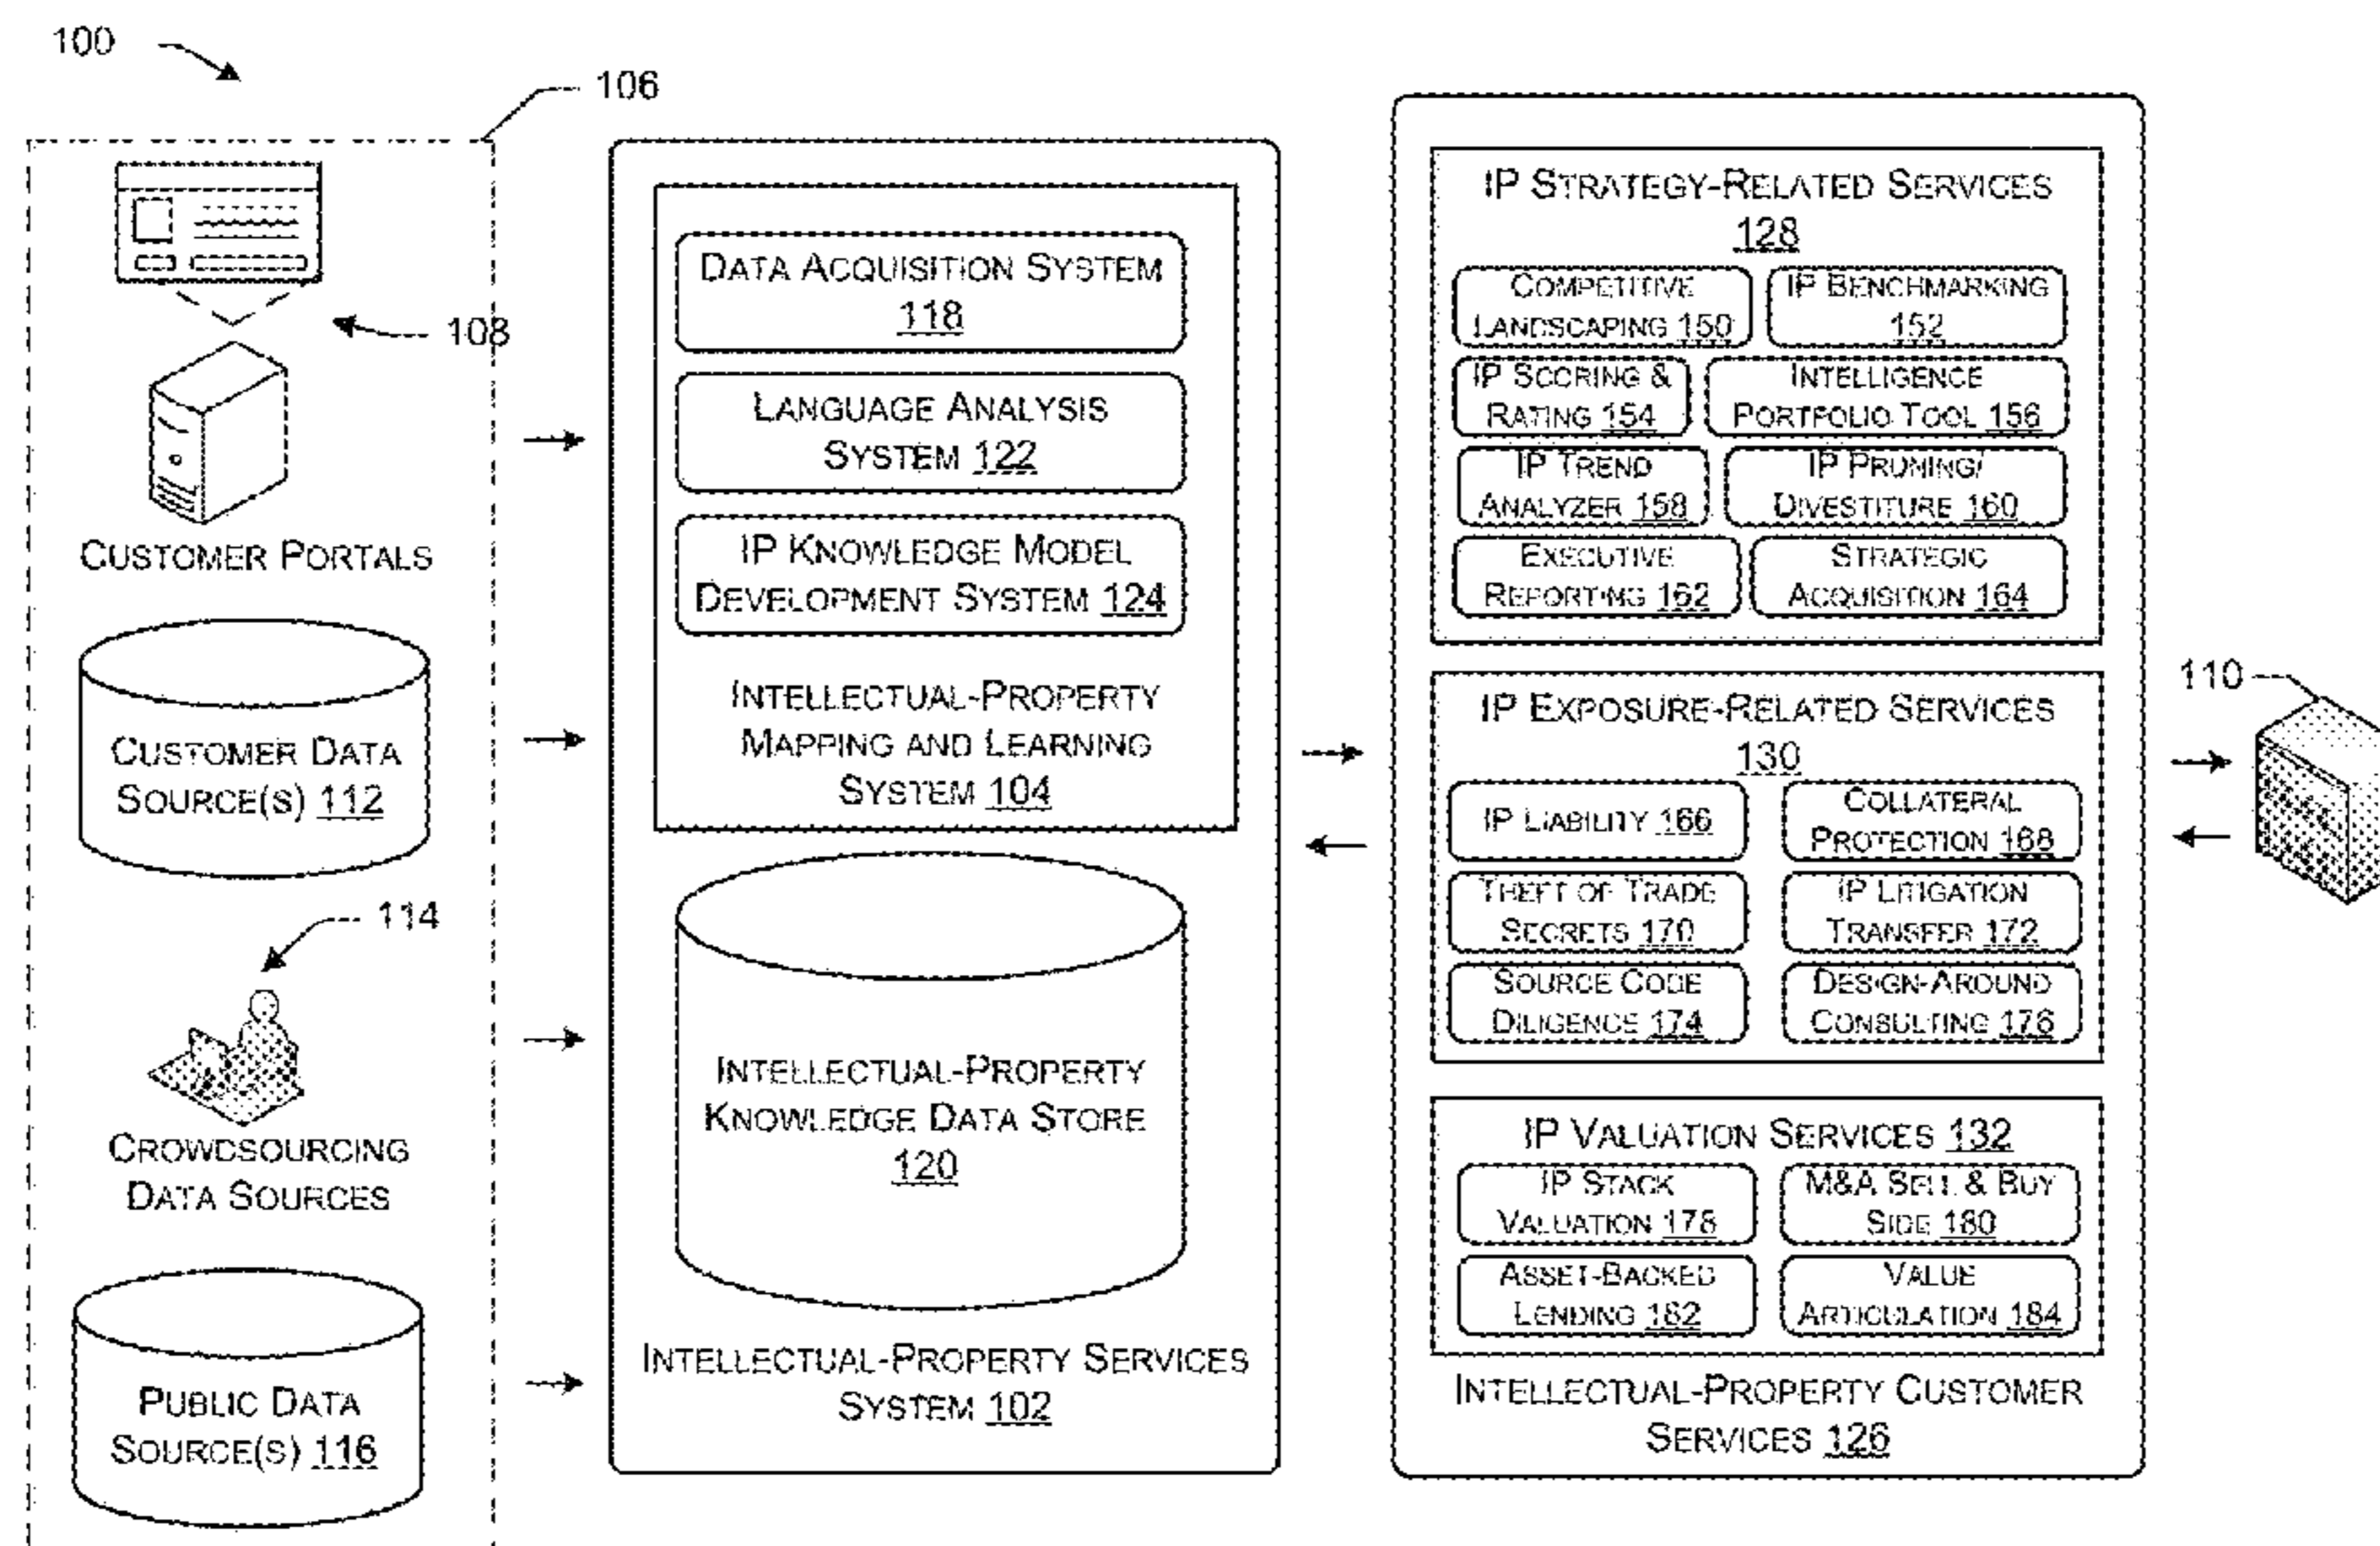 100
106
108
CUSTOMER PORTALS
CUSTOMER DATA
SOURCE(S) 112
114
CROWDSOURCING
DATA SOURCES
PUBLIC DATA
SOURCE(S) 116
DATA ACQUISITION SYSTEM
118
LANGUAGE ANALYSIS
SYSTEM 122
IP KNOWLEDGE MODEL
DEVELOPMENT SYSTEM 124
INTELLECTUAL-PROPERTY
MAPPING AND LEARNING
SYSTEM 104
INTELLECTUAL-PROPERTY
KNOWLEDGE DATA STORE
120
INTELLECTUAL-PROPERTY SERVICES
SYSTEM 102
IP STRATEGY-RELATED SERVICES
128
COMPETITIVE
LANDSCAPING 150
IP BENCHMARKING
152
IP SCORING &
RATING 154
INTELLIGENCE
PORTFOLIO TOOL 156
IP TREND
ANALYZER 158
IP PRUNING/
DIVESTITURE 160
EXECUTIVE
REPORTING 162
STRATEGIC
ACQUISITION 164
IP EXPOSURE-RELATED SERVICES
130
IP LIABILITY 166
COLLATERAL
PROTECTION 168
THEFT OF TRADE
SECRETS 170
IP LITIGATION
TRANSFER 172
SOURCE CODE
DILIGENCE 174
DESIGN-AROUND
CONSULTING 176
IP VALUATION SERVICES 132
IP STACK
VALUATION 178
M&A SELL & BUY
SIDE 180
ASSET-BACKED
LENDING 182
VALUE
ARTICULATION 184
INTELLECTUAL-PROPERTY CUSTOMER
SERVICES 126
110